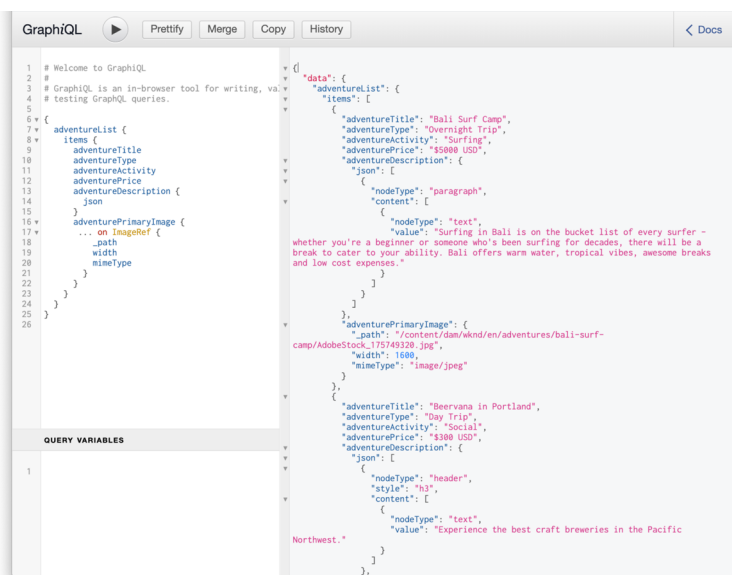 GraphiQL Prettify Merge Copy History Docs
1 # Welcome to GraphiQL
2 #
3 # GraphiQL is an in-browser tool for writing, val
4 # testing GraphQL queries.
5
6 {
7 adventureList {
8 items {
9 adventureTitle
10 adventureType
11 adventureActivity
12 adventurePrice
13 adventureDescription {
14 json
15 }
16 adventurePrimaryImage {
17 ... on ImageRef {
18 _path
19 width
20 mimeType
21 }
22 }
23 }
24 }
25 }
26
QUERY VARIABLES
1
{
"data": {
"adventureList": {
"items": [
{
"adventureTitle": "Bali Surf Camp",
"adventureType": "Overnight Trip",
"adventureActivity": "Surfing",
"adventurePrice": "$5000 USD",
"adventureDescription": {
"json": [
{
"nodeType": "paragraph",
"content": [
{
"nodeType": "text",
"value": "Surfing in Bali is on the bucket list of every surfer -
whether you're a beginner or someone who's been surfing for decades, there will be a
break to cater to your ability. Bali offers warm water, tropical vibes, awesome breaks
and low cost expenses."
}
]
}
]
},
"adventurePrimaryImage": {
"_path": "/content/dam/wknd/en/adventures/bali-surf-
camp/AdobeStock_175749320.jpg",
"width": 1600,
"mimeType": "image/jpeg"
}
},
{
"adventureTitle": "Beervana in Portland",
"adventureType": "Day Trip",
"adventureActivity": "Social",
"adventurePrice": "$300 USD",
"adventureDescription": {
"json": [
{
"nodeType": "header",
"style": "h3",
"content": [
{
"nodeType": "text",
"value": "Experience the best craft breweries in the Pacific
Northwest."
}
]
},